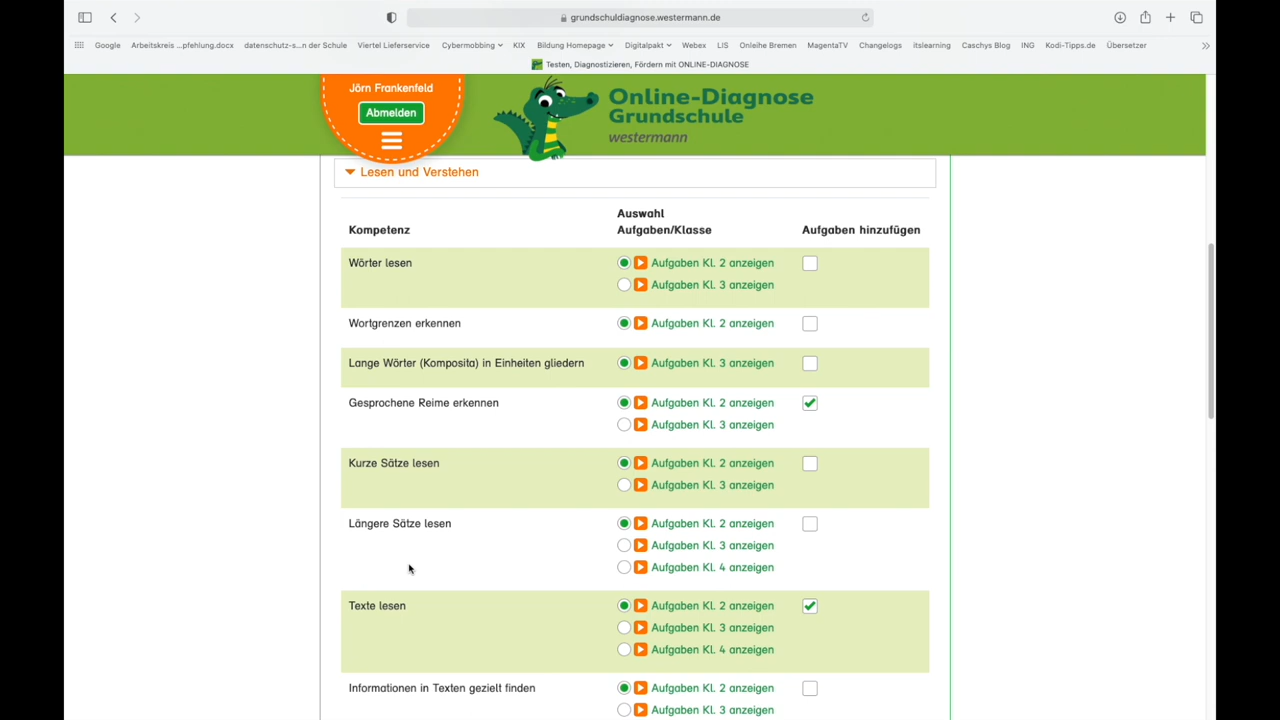 grundschuldiagnose.westermann.de
Google Arbeitskreis ...pfehlung.docx datenschutz-s...n der Schule Viertel Lieferservice Cybermobbing KIX Bildung Homepage Digitalpakt Webex LIS Onleihe Bremen MagentaTV Changelogs itslearning Caschys Blog ING Kodi-Tipps.de Übersetzer
Testen, Diagnostizieren, Fördern mit ONLINE-DIAGNOSE
Jörn Frankenfeld
Abmelden
Online-Diagnose
Grundschule
westermann
Lesen und Verstehen
Kompetenz
Auswahl
Aufgaben/Klasse
Aufgaben hinzufügen
Wörter lesen
Aufgaben Kl. 2 anzeigen
Aufgaben Kl. 3 anzeigen
Wortgrenzen erkennen
Aufgaben Kl. 2 anzeigen
Lange Wörter (Komposita) in Einheiten gliedern
Aufgaben Kl. 3 anzeigen
Gesprochene Reime erkennen
Aufgaben Kl. 2 anzeigen
Aufgaben Kl. 3 anzeigen
Kurze Sätze lesen
Aufgaben Kl. 2 anzeigen
Aufgaben Kl. 3 anzeigen
Längere Sätze lesen
Aufgaben Kl. 2 anzeigen
Aufgaben Kl. 3 anzeigen
Aufgaben Kl. 4 anzeigen
Texte lesen
Aufgaben Kl. 2 anzeigen
Aufgaben Kl. 3 anzeigen
Aufgaben Kl. 4 anzeigen
Informationen in Texten gezielt finden
Aufgaben Kl. 2 anzeigen
Aufgaben Kl. 3 anzeigen